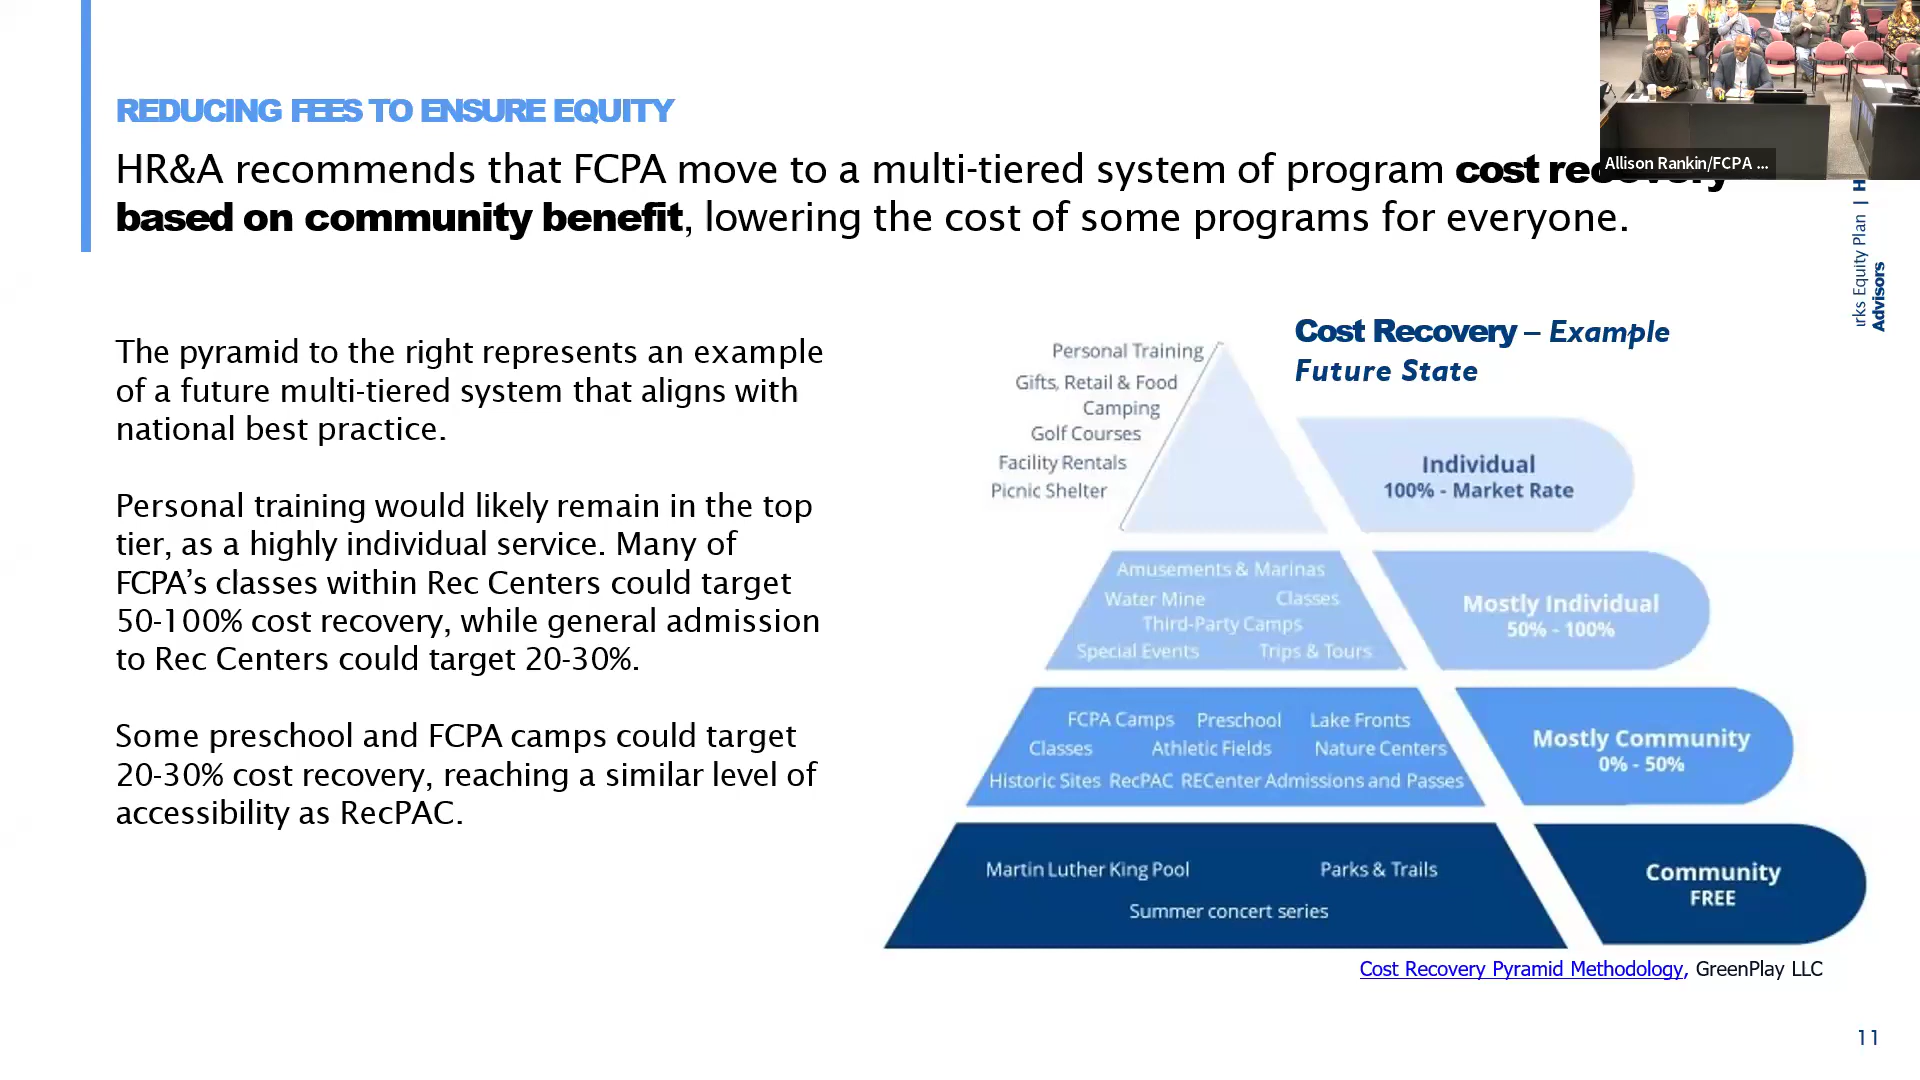 REDUCING FEES TO ENSURE EQUITY
HR&A recommends that FCPA move to a multi-tiered system of program cost recovery
based on community benefit, lowering the cost of some programs for everyone.
Allison Rankin/FCPA ...
rks Equity Plan | H
Advisors
The pyramid to the right represents an example
of a future multi-tiered system that aligns with
national best practice.
Personal training would likely remain in the top
tier, as a highly individual service. Many of
FCPA’s classes within Rec Centers could target
50-100% cost recovery, while general admission
to Rec Centers could target 20-30%.
Some preschool and FCPA camps could target
20-30% cost recovery, reaching a similar level of
accessibility as RecPAC.
Cost Recovery – Example
Future State
Personal Training
Gifts, Retail & Food
Camping
Golf Courses
Facility Rentals
Picnic Shelter
Individual
100% - Market Rate
Amusements & Marinas
Water Mine Classes
Third-Party Camps
Special Events Trips & Tours
Mostly Individual
50% - 100%
FCPA Camps Preschool Lake Fronts
Classes Athletic Fields Nature Centers
Historic Sites RecPAC RECenter Admissions and Passes
Mostly Community
0% - 50%
Martin Luther King Pool Parks & Trails
Summer concert series
Community
FREE
Cost Recovery Pyramid Methodology, GreenPlay LLC
11